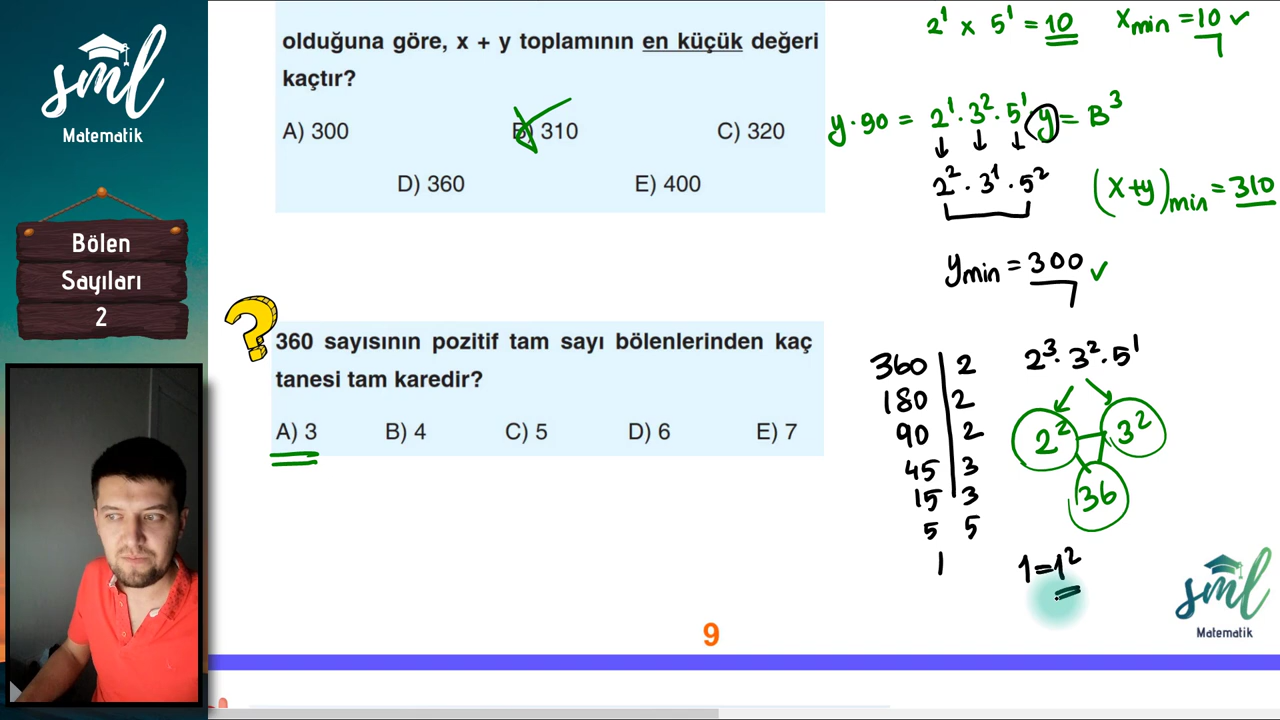 sml
Matematik
Bölen
Sayıları
2
olduğuna göre, x + y toplamının en küçük değeri
kaçtır?
A) 300
B) 310
C) 320
D) 360
E) 400
2¹ x 5¹ = 10
xmin = 10 ✓
y·90 = 2¹·3²·5¹·y = B³
2²·3¹·5²
(x+y)min = 310
ymin = 300 ✓
?
360 sayısının pozitif tam sayı bölenlerinden kaç
tanesi tam karedir?
A) 3
B) 4
C) 5
D) 6
E) 7
360 | 2
180 | 2
90 | 2
45 | 3
15 | 3
5 5
1
2³·3²·5¹
2² 3²
36
1=1²
sml
Matematik
9